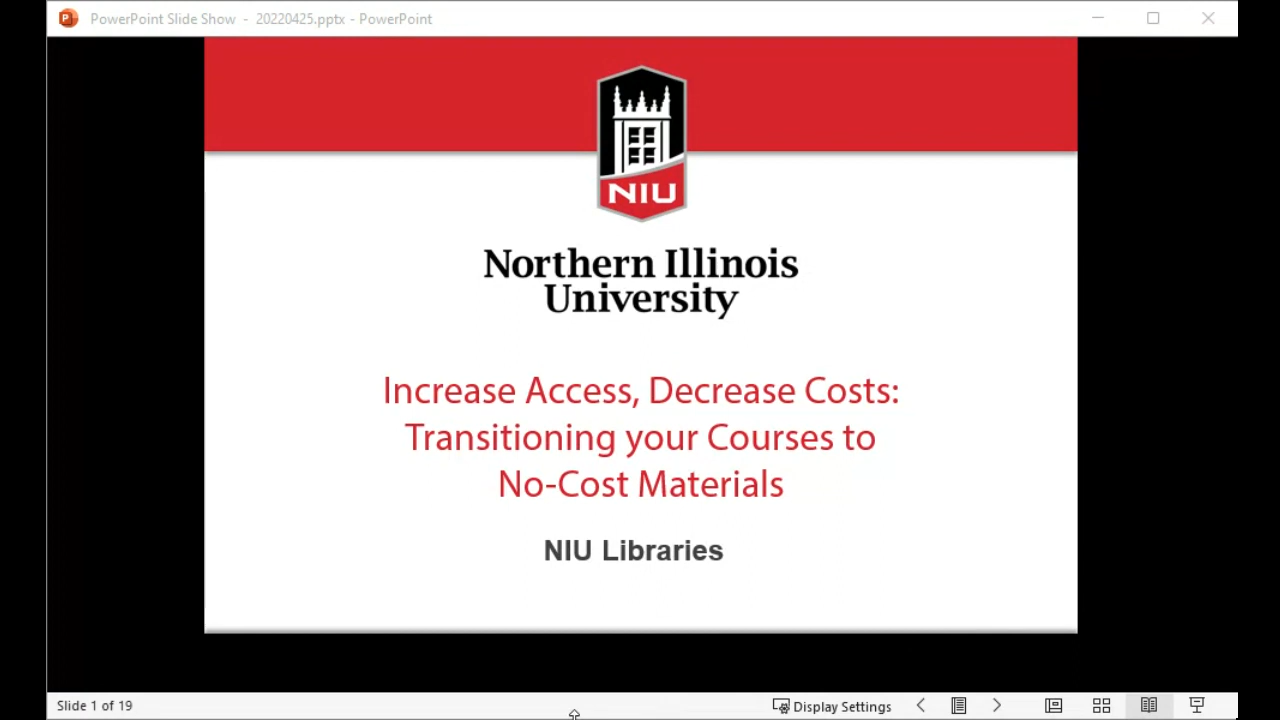 PowerPoint Slide Show - 20220425.pptx - PowerPoint
NIU
Northern Illinois
University
Increase Access, Decrease Costs:
Transitioning your Courses to
No-Cost Materials
NIU Libraries
Slide 1 of 19
Display Settings